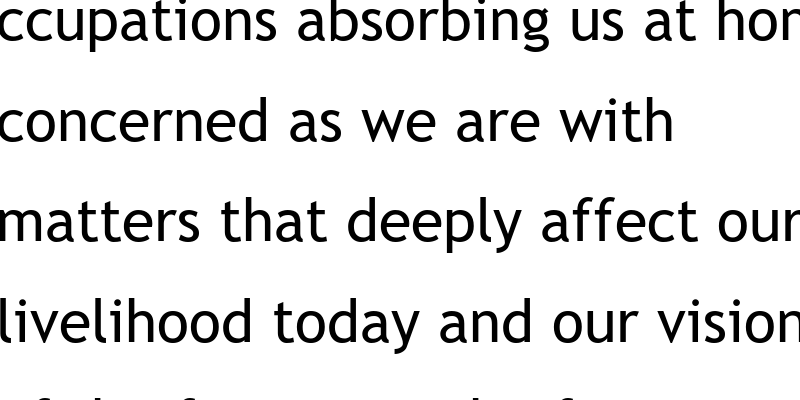 ccupations absorbing us at hom
concerned as we are with
matters that deeply affect our
livelihood today and our vision